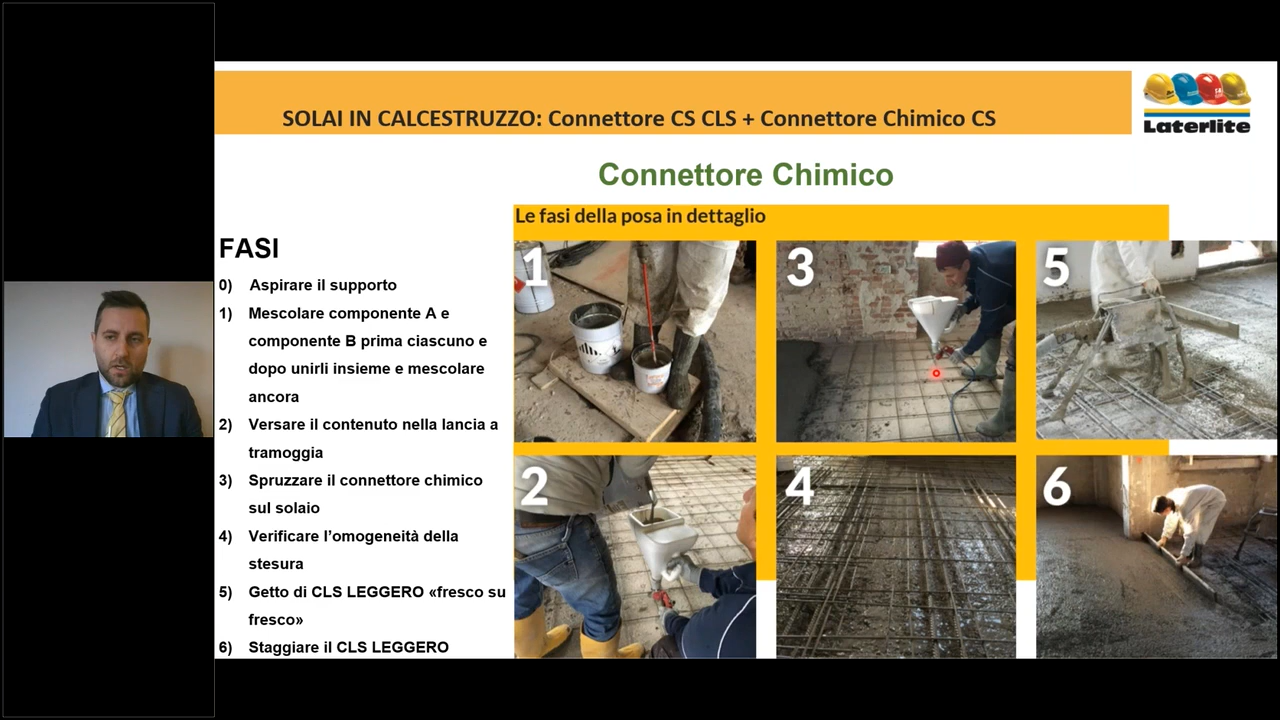 SOLAI IN CALCESTRUZZO: Connettore CS CLS + Connettore Chimico CS
Laterlite
Connettore Chimico
Le fasi della posa in dettaglio
FASI
0) Aspirare il supporto
1) Mescolare componente A e
componente B prima ciascuno e
dopo unirli insieme e mescolare
ancora
2) Versare il contenuto nella lancia a
tramoggia
3) Spruzzare il connettore chimico
sul solaio
4) Verificare l'omogeneità della
stesura
5) Getto di CLS LEGGERO «fresco su
fresco»
6) Staggiare il CLS LEGGERO
1
3
5
2
4
6